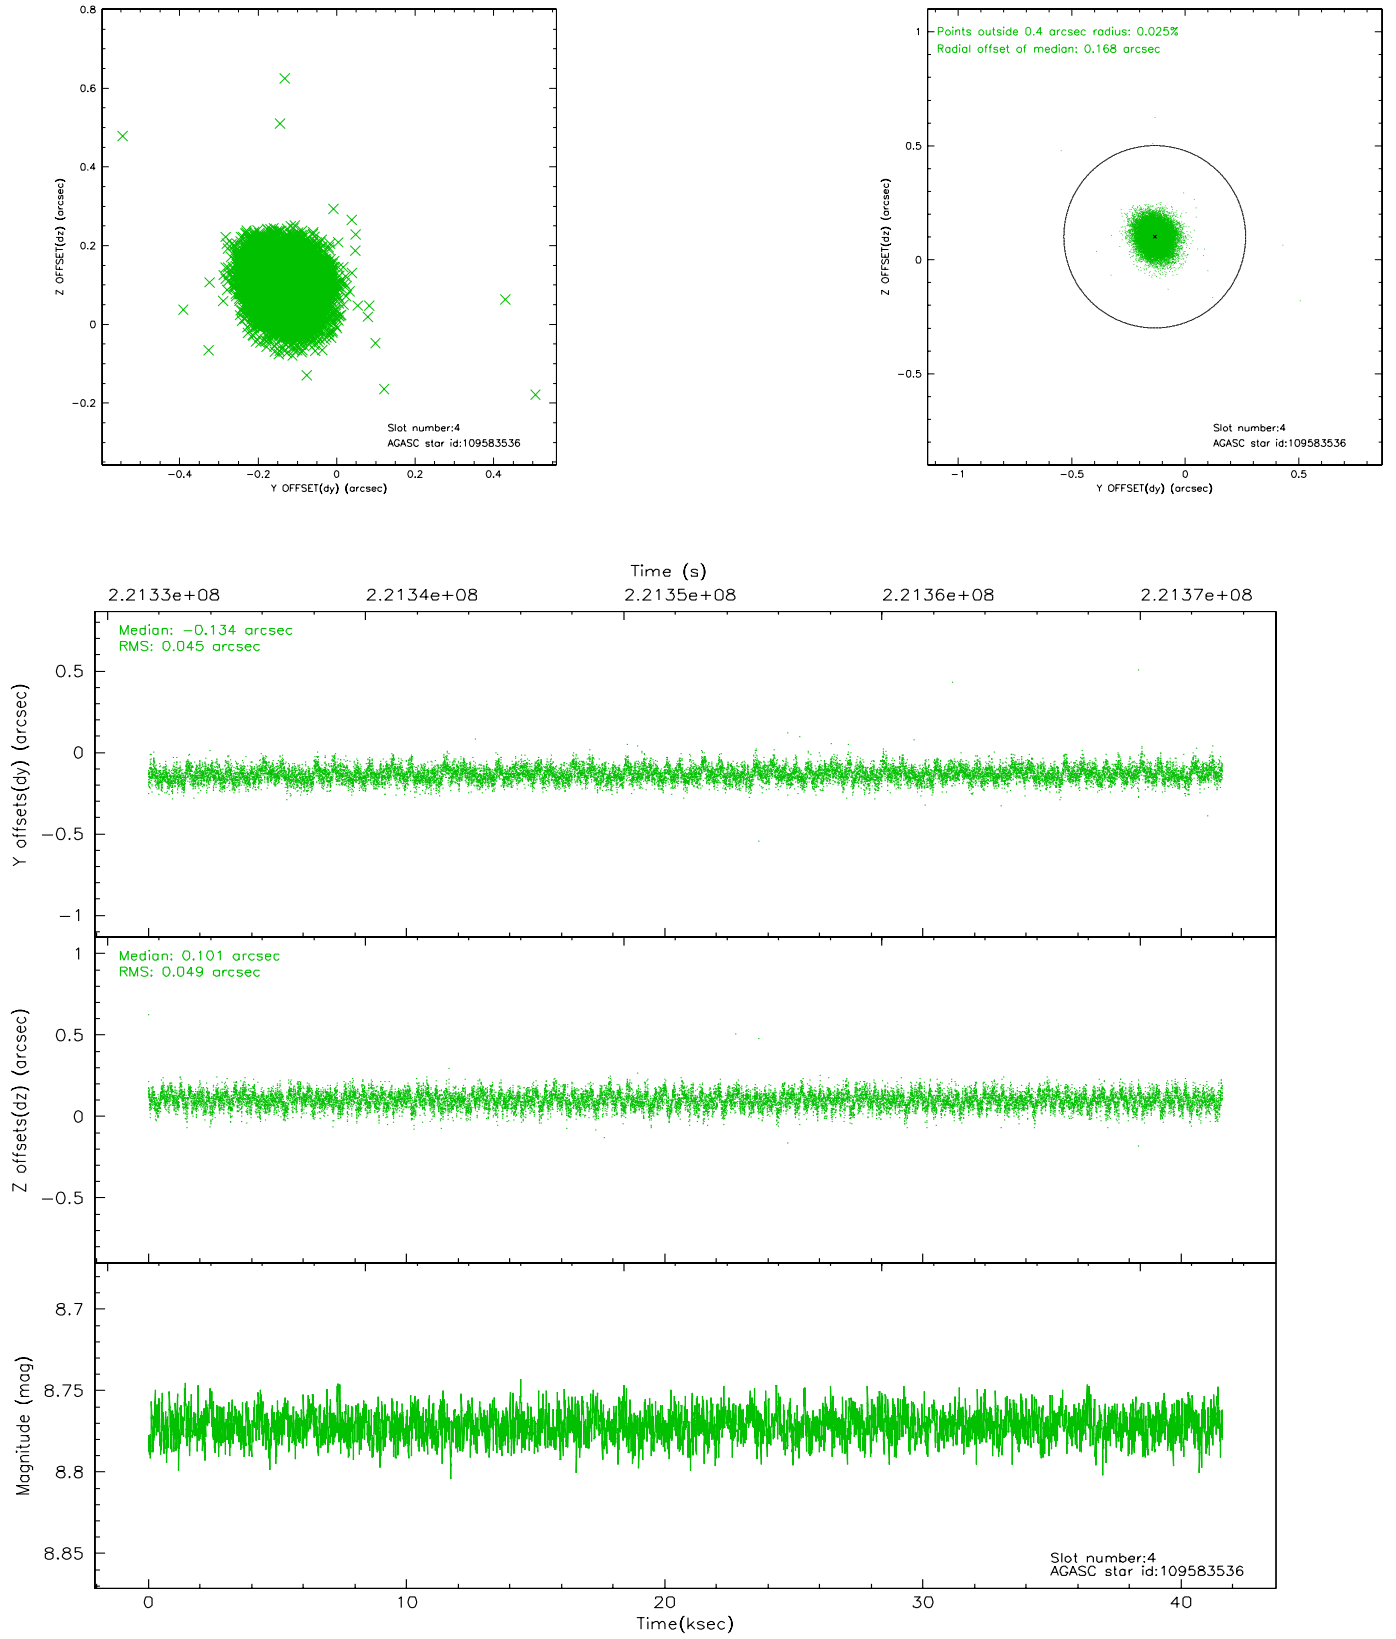 0.8
0.6
0.4
0.2
0
−0.2
Z OFFSET(dz) (arcsec)
Slot number:4
AGASC star id:109583536
−0.4 −0.2 0 0.2 0.4
Y OFFSET(dy) (arcsec)
Points outside 0.4 arcsec radius: 0.025%
Radial offset of median: 0.168 arcsec
1
0.5
0
−0.5
Z OFFSET(dz) (arcsec)
Slot number:4
AGASC star id:109583536
−1 −0.5 0 0.5
Y OFFSET(dy) (arcsec)
Time (s)
2.2133e+08 2.2134e+08 2.2135e+08 2.2136e+08 2.2137e+08
Median: −0.134 arcsec
RMS: 0.045 arcsec
0.5
0
−0.5
−1
Y offsets(dy) (arcsec)
Median: 0.101 arcsec
RMS: 0.049 arcsec
1
0.5
0
−0.5
Z offsets(dz) (arcsec)
8.7
8.75
8.8
8.85
Magnitude (mag)
Slot number:4
AGASC star id:109583536
0 10 20 30 40
Time(ksec)